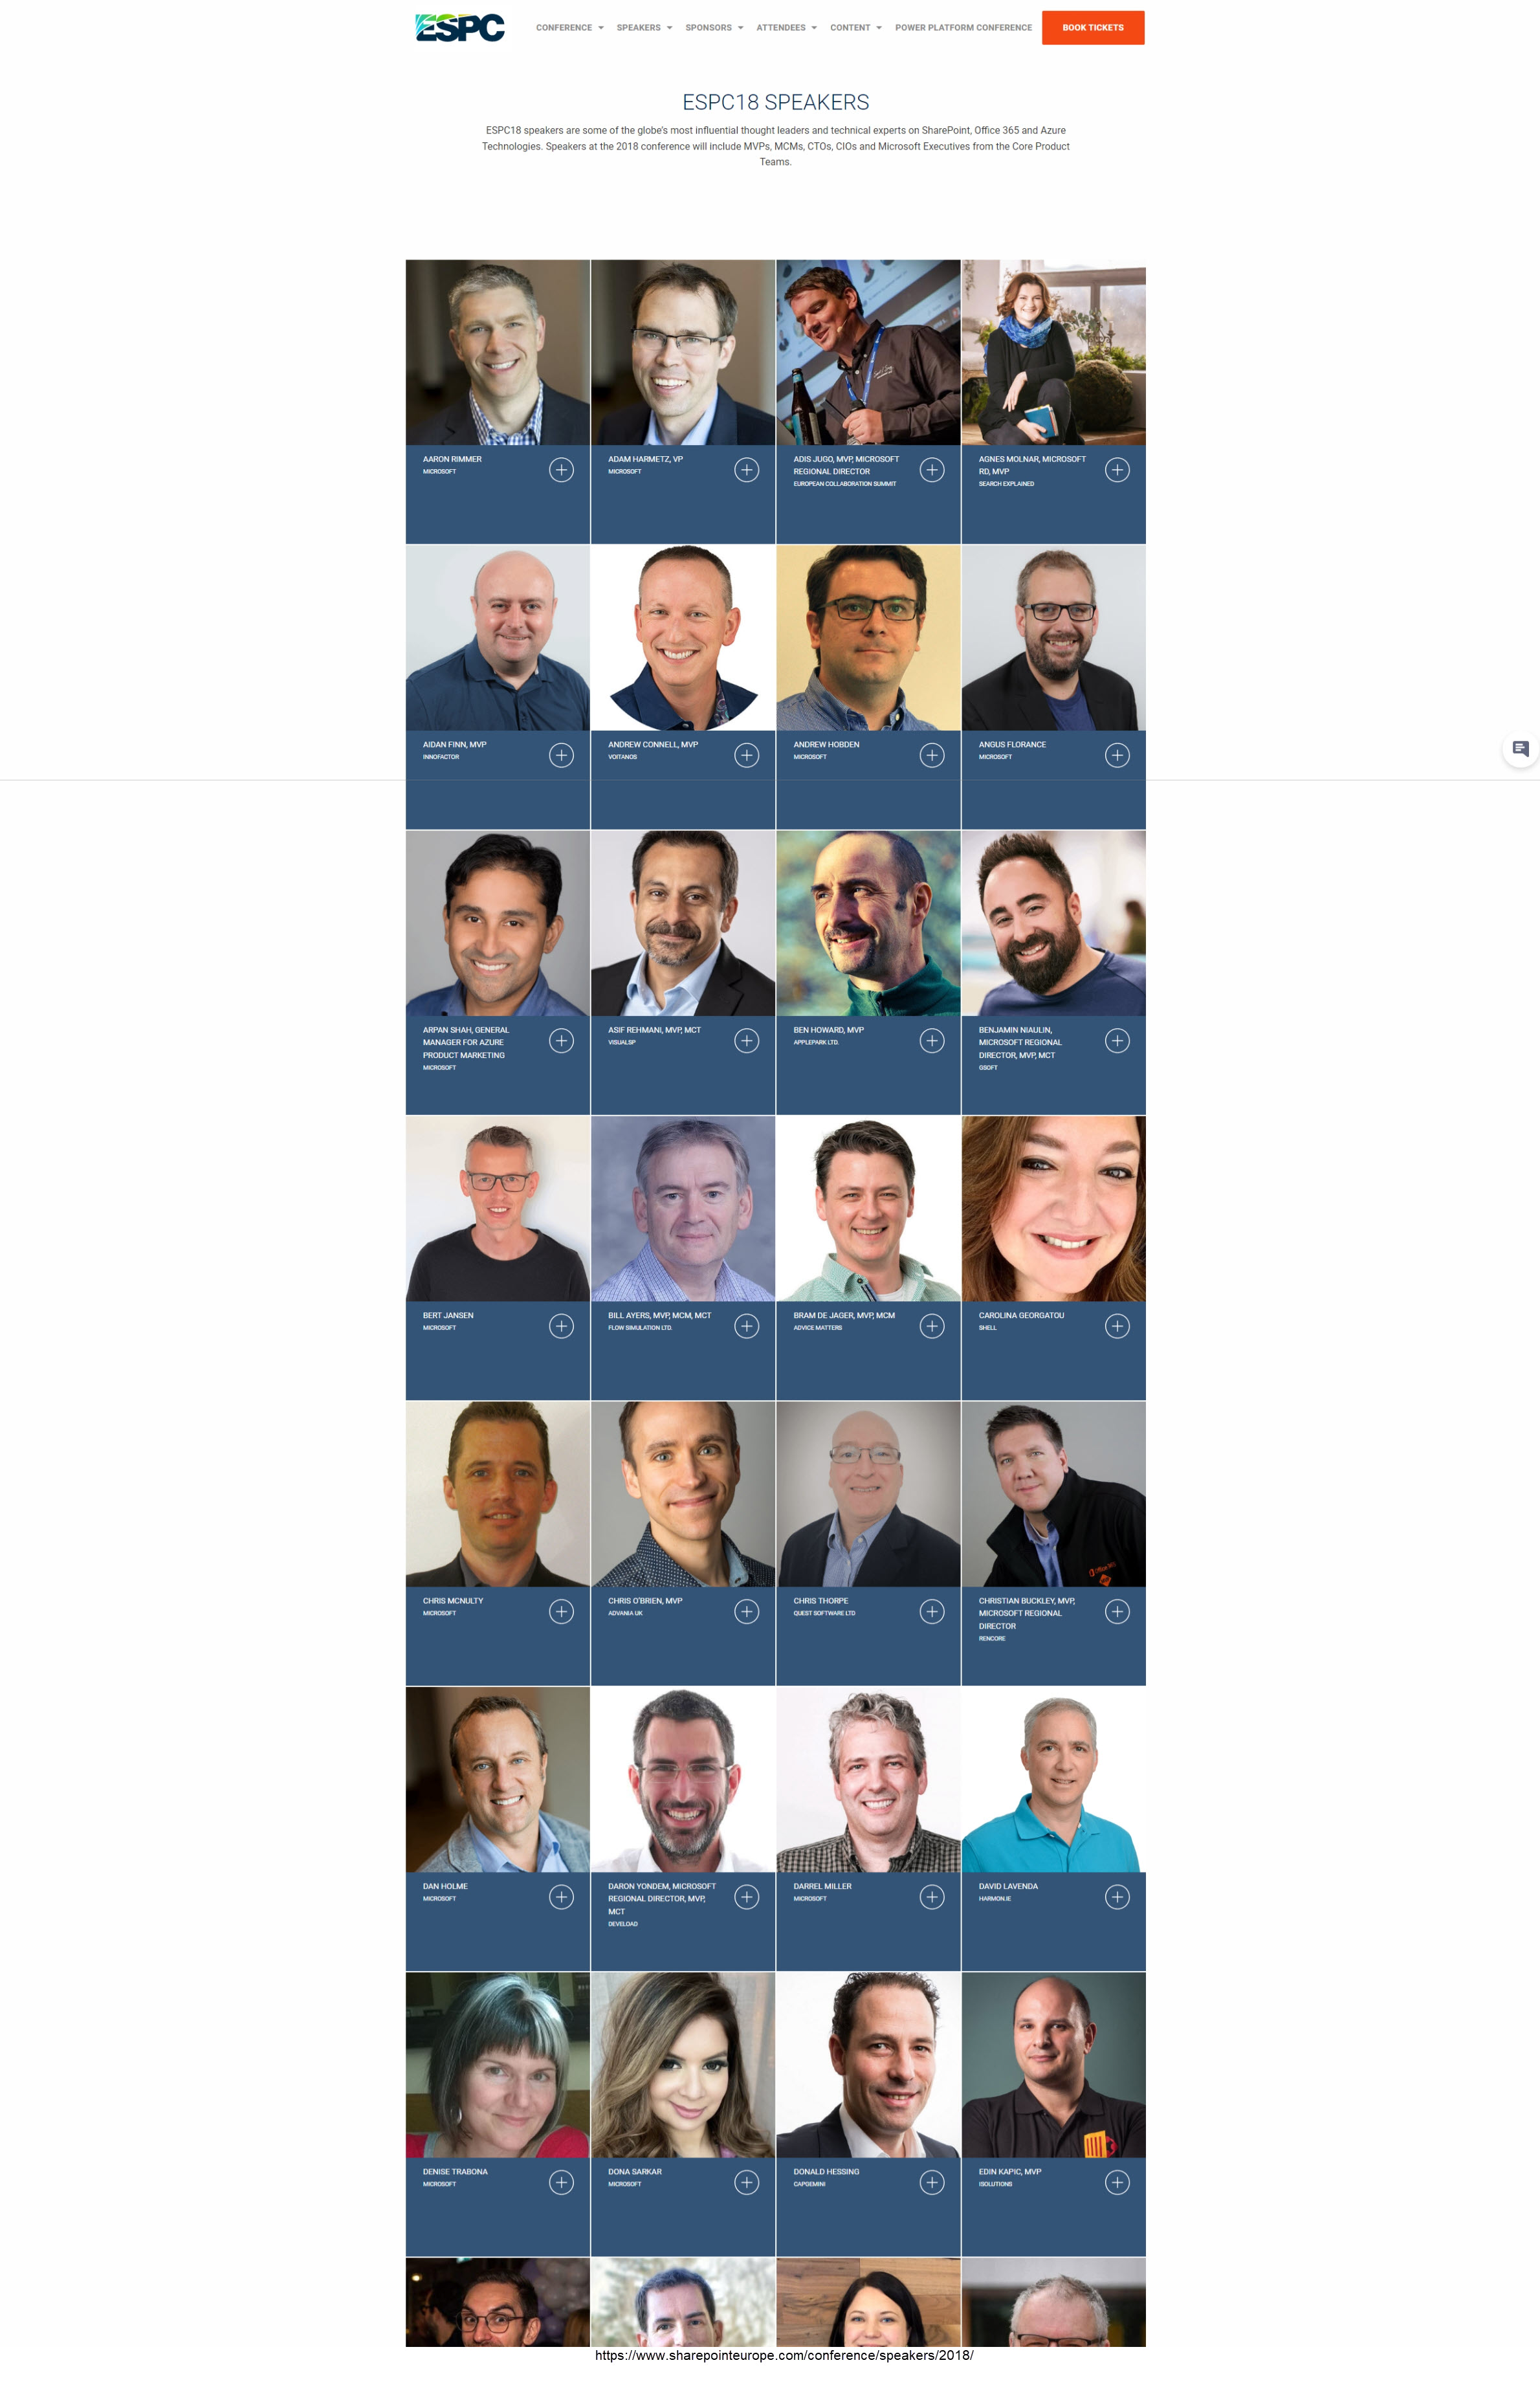 ESPC
CONFERENCE SPEAKERS SPONSORS ATTENDEES CONTENT POWER PLATFORM CONFERENCE BOOK TICKETS
ESPC18 SPEAKERS
ESPC18 speakers are some of the globe's most influential thought leaders and technical experts on SharePoint, Office 365 and Azure
Technologies. Speakers at the 2018 conference will include MVPs, MCMs, CTOs, CIOs and Microsoft Executives from the Core Product
Teams.
AARON RIMMER
MICROSOFT
ADAM HARMETZ, VP
MICROSOFT
ADIS JUGO, MVP, MICROSOFT
REGIONAL DIRECTOR
EUROPEAN COLLABORATION SUMMIT
AGNES MOLNAR, MICROSOFT
RD, MVP
SEARCH EXPLAINED
AIDAN FINN, MVP
INNOFACTOR
ANDREW CONNELL, MVP
VOITANOS
ANDREW HOBDEN
MICROSOFT
ANGUS FLORANCE
MICROSOFT
ARPAN SHAH, GENERAL
MANAGER FOR AZURE
PRODUCT MARKETING
MICROSOFT
ASIF REHMANI, MVP, MCT
VISUALSP
BEN HOWARD, MVP
APPLEPARK LTD.
BENJAMIN NIAULIN,
MICROSOFT REGIONAL
DIRECTOR, MVP, MCT
GSOFT
BERT JANSEN
MICROSOFT
BILL AYERS, MVP, MCM, MCT
FLOW SIMULATION LTD.
BRAM DE JAGER, MVP, MCM
ADVICE MATTERS
CAROLINA GEORGATOU
SHELL
CHRIS MCNULTY
MICROSOFT
CHRIS O'BRIEN, MVP
ADVANIA UK
CHRIS THORPE
QUEST SOFTWARE LTD
CHRISTIAN BUCKLEY, MVP,
MICROSOFT REGIONAL
DIRECTOR
RENCORE
DAN HOLME
MICROSOFT
DARON YONDEM, MICROSOFT
REGIONAL DIRECTOR, MVP,
MCT
DEVELOAD
DARREL MILLER
MICROSOFT
DAVID LAVENDA
HARMON.IE
DENISE TRABONA
MICROSOFT
DONA SARKAR
MICROSOFT
DONALD HESSING
CAPGEMINI
EDIN KAPIC, MVP
ISOLUTIONS
https://www.sharepointeurope.com/conference/speakers/2018/